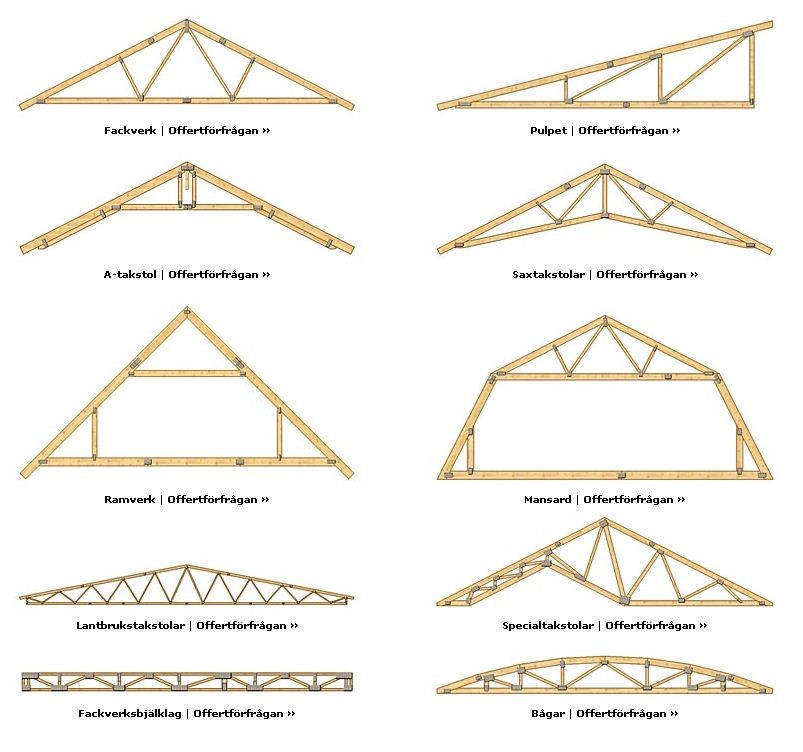 Fackverk | Offertförfrågan ››
Pulpet | Offertförfrågan ››
A-takstol | Offertförfrågan ››
Saxtakstolar | Offertförfrågan ››
Ramverk | Offertförfrågan ››
Mansard | Offertförfrågan ››
Lantbrukstakstolar | Offertförfrågan ››
Specialtakstolar | Offertförfrågan ››
Fackverksbjälklag | Offertförfrågan ››
Bågar | Offertförfrågan ››